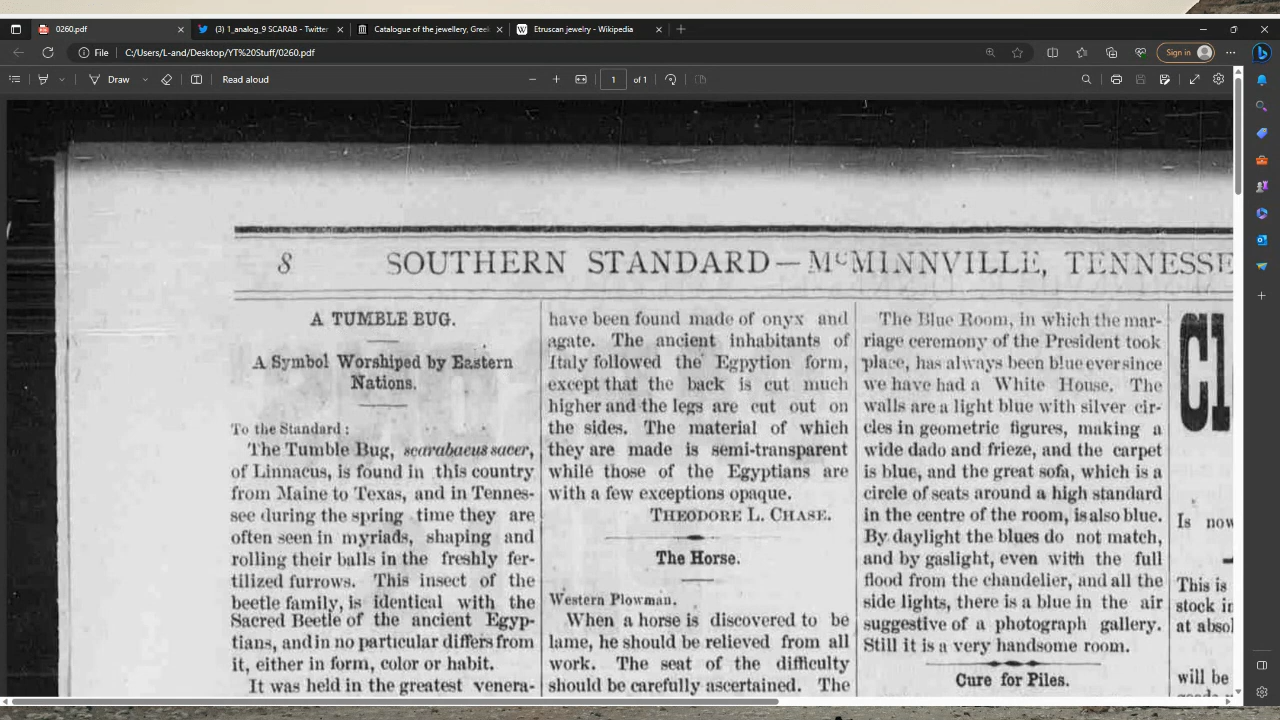 0260.pdf
(3) 1_analog_9 SCARAB - Twitter
Catalogue of the jewellery, Greek
Etruscan jewelry - Wikipedia
File
C:/Users/L-and/Desktop/YT%20Stuff/0260.pdf
Sign in
Draw
Read aloud
1
of 1
8 SOUTHERN STANDARD—McMINNVILLE, TENNESSE
A TUMBLE BUG.
A Symbol Worshiped by Eastern
Nations.
To the Standard :
The Tumble Bug, scarabaeus sacer,
of Linnacus, is found in this country
from Maine to Texas, and in Tennes-
see during the spring time they are
often seen in myriads, shaping and
rolling their balls in the freshly fer-
tilized furrows. This insect of the
beetle family, is identical with the
Sacred Beetle of the ancient Egyp-
tians, and in no particular differs from
it, either in form, color or habit.
It was held in the greatest venera-
have been found made of onyx and
agate. The ancient inhabitants of
Italy followed the Egpytion form,
except that the back is cut much
higher and the legs are cut out on
the sides. The material of which
they are made is semi-transparent
while those of the Egyptians are
with a few exceptions opaque.
THEODORE L. CHASE.
The Horse.
Western Plowman.
When a horse is discovered to be
lame, he should be relieved from all
work. The seat of the difficulty
should be carefully ascertained. The
The Blue Room, in which the mar-
riage ceremony of the President took
place, has always been blue ever since
we have had a White House. The
walls are a light blue with silver cir-
cles in geometric figures, making a
wide dado and frieze, and the carpet
is blue, and the great sofa, which is a
circle of seats around a high standard
in the centre of the room, is also blue.
By daylight the blues do not match,
and by gaslight, even with the full
flood from the chandelier, and all the
side lights, there is a blue in the air
suggestive of a photograph gallery.
Still it is a very handsome room.
Cure for Piles.
Cl
Is now
This is
stock in
at absol
will be